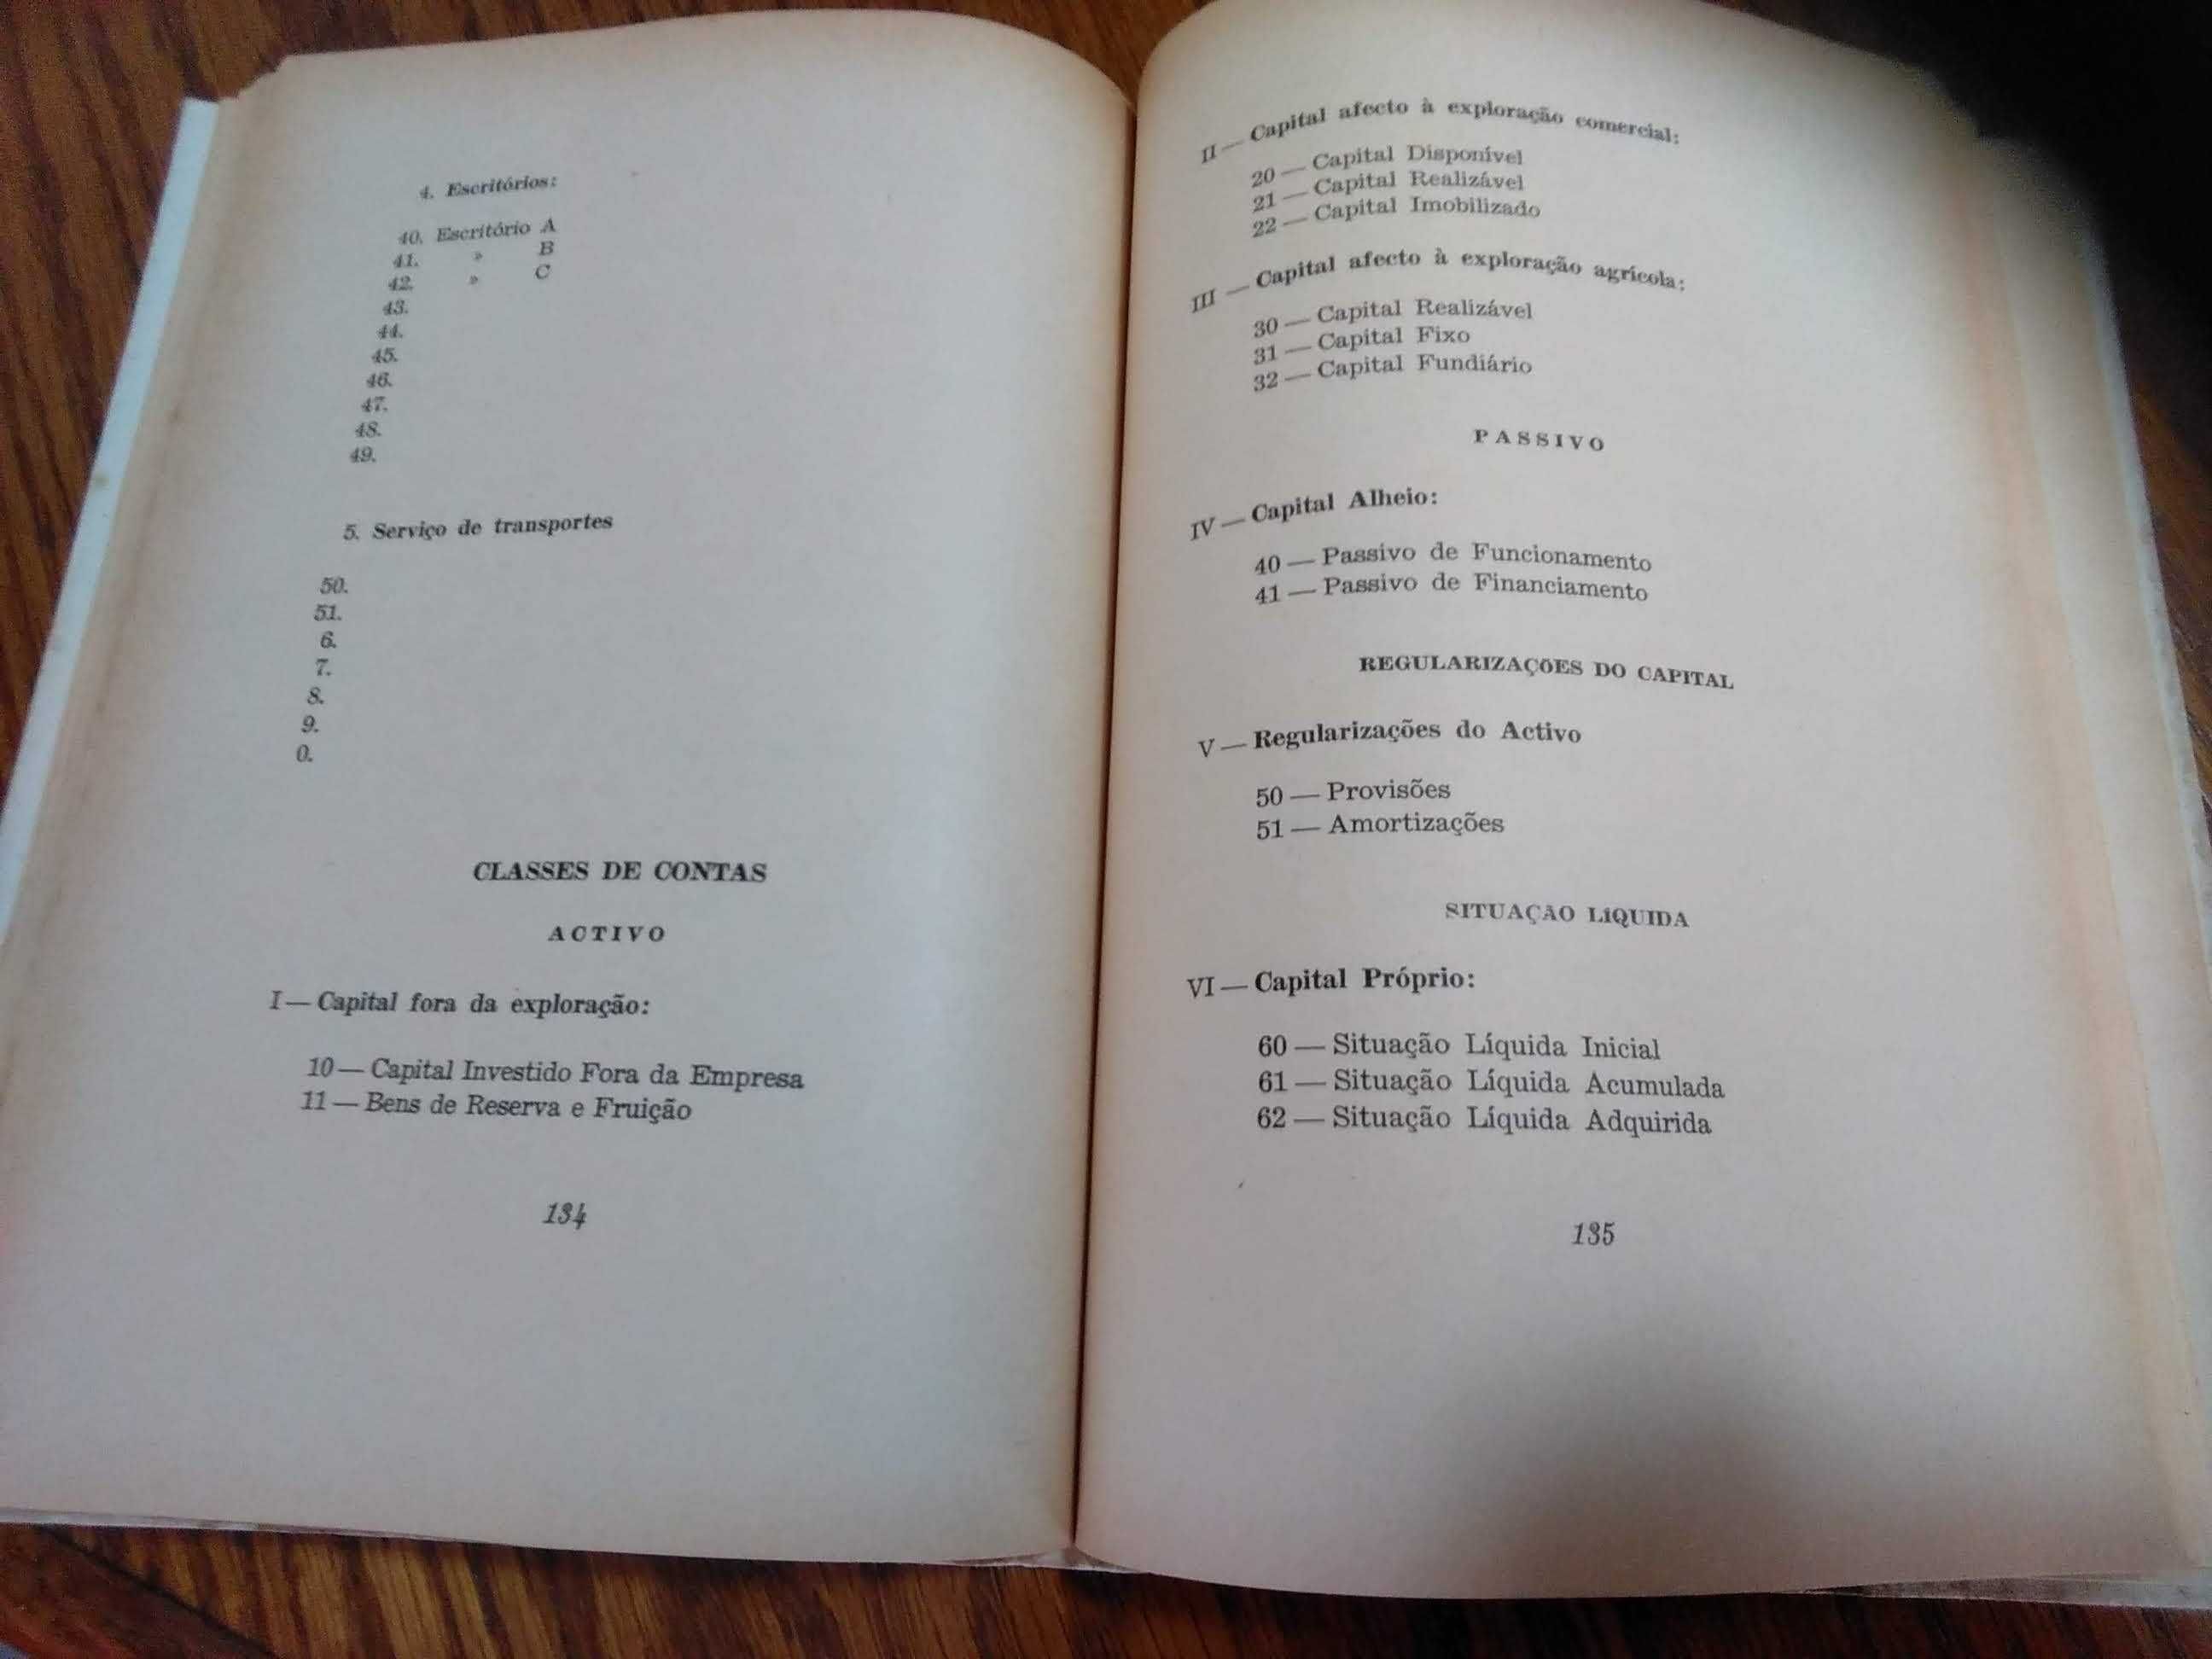 4. Escritórios:
40. Escritório A
41. » B
42. » C
43.
44.
45.
46.
47.
48.
49.
5. Serviço de transportes
50.
51.
6.
7.
8.
9.
0.
CLASSES DE CONTAS
ACTIVO
I — Capital fora da exploração:
10 — Capital Investido Fora da Empresa
11 — Bens de Reserva e Fruição
134
II — Capital afecto à exploração comercial:
20 — Capital Disponível
21 — Capital Realizável
22 — Capital Imobilizado
III — Capital afecto à exploração agrícola:
30 — Capital Realizável
31 — Capital Fixo
32 — Capital Fundiário
PASSIVO
IV — Capital Alheio:
40 — Passivo de Funcionamento
41 — Passivo de Financiamento
REGULARIZAÇÕES DO CAPITAL
V — Regularizações do Activo
50 — Provisões
51 — Amortizações
SITUAÇÃO LÍQUIDA
VI — Capital Próprio:
60 — Situação Líquida Inicial
61 — Situação Líquida Acumulada
62 — Situação Líquida Adquirida
135